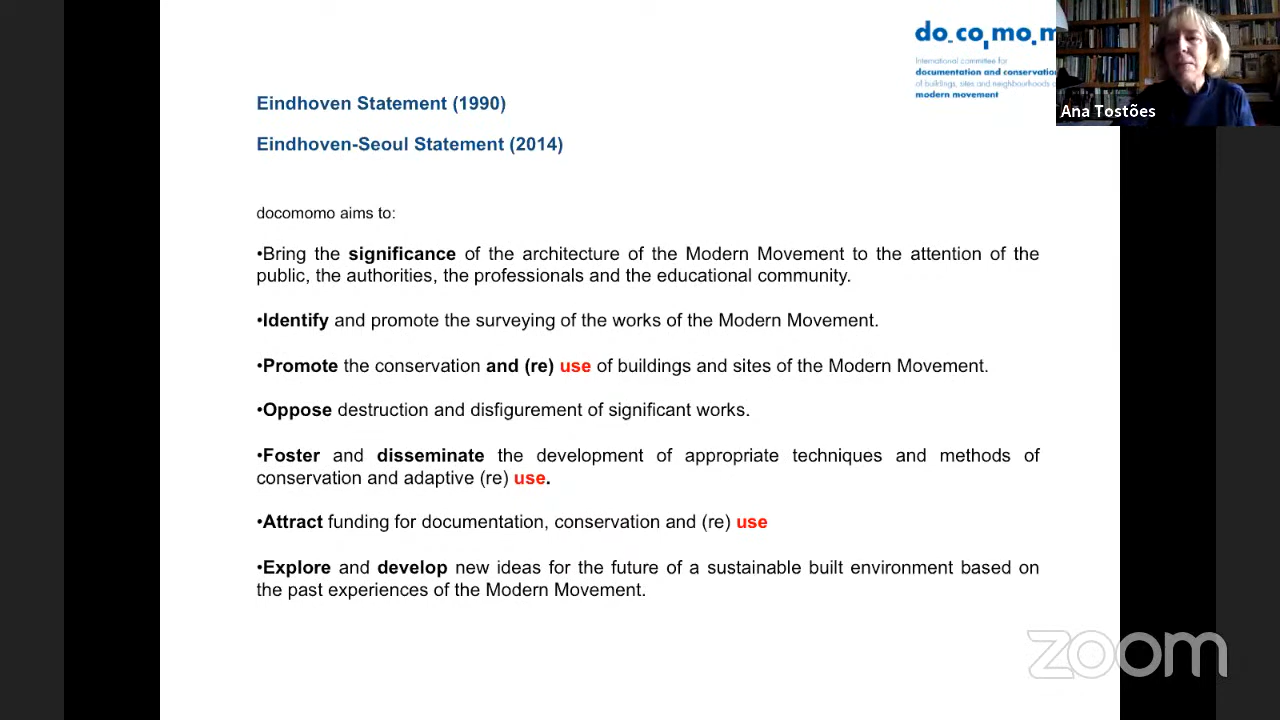 do_co,mo.m
International committee for
documentation and conservation
of buildings, sites and neighbourhoods
modern movement
Ana Tostões
Eindhoven Statement (1990)
Eindhoven-Seoul Statement (2014)
docomomo aims to:
•Bring the significance of the architecture of the Modern Movement to the attention of the
public, the authorities, the professionals and the educational community.
•Identify and promote the surveying of the works of the Modern Movement.
•Promote the conservation and (re) use of buildings and sites of the Modern Movement.
•Oppose destruction and disfigurement of significant works.
•Foster and disseminate the development of appropriate techniques and methods of
conservation and adaptive (re) use.
•Attract funding for documentation, conservation and (re) use
•Explore and develop new ideas for the future of a sustainable built environment based on
the past experiences of the Modern Movement.
zoom